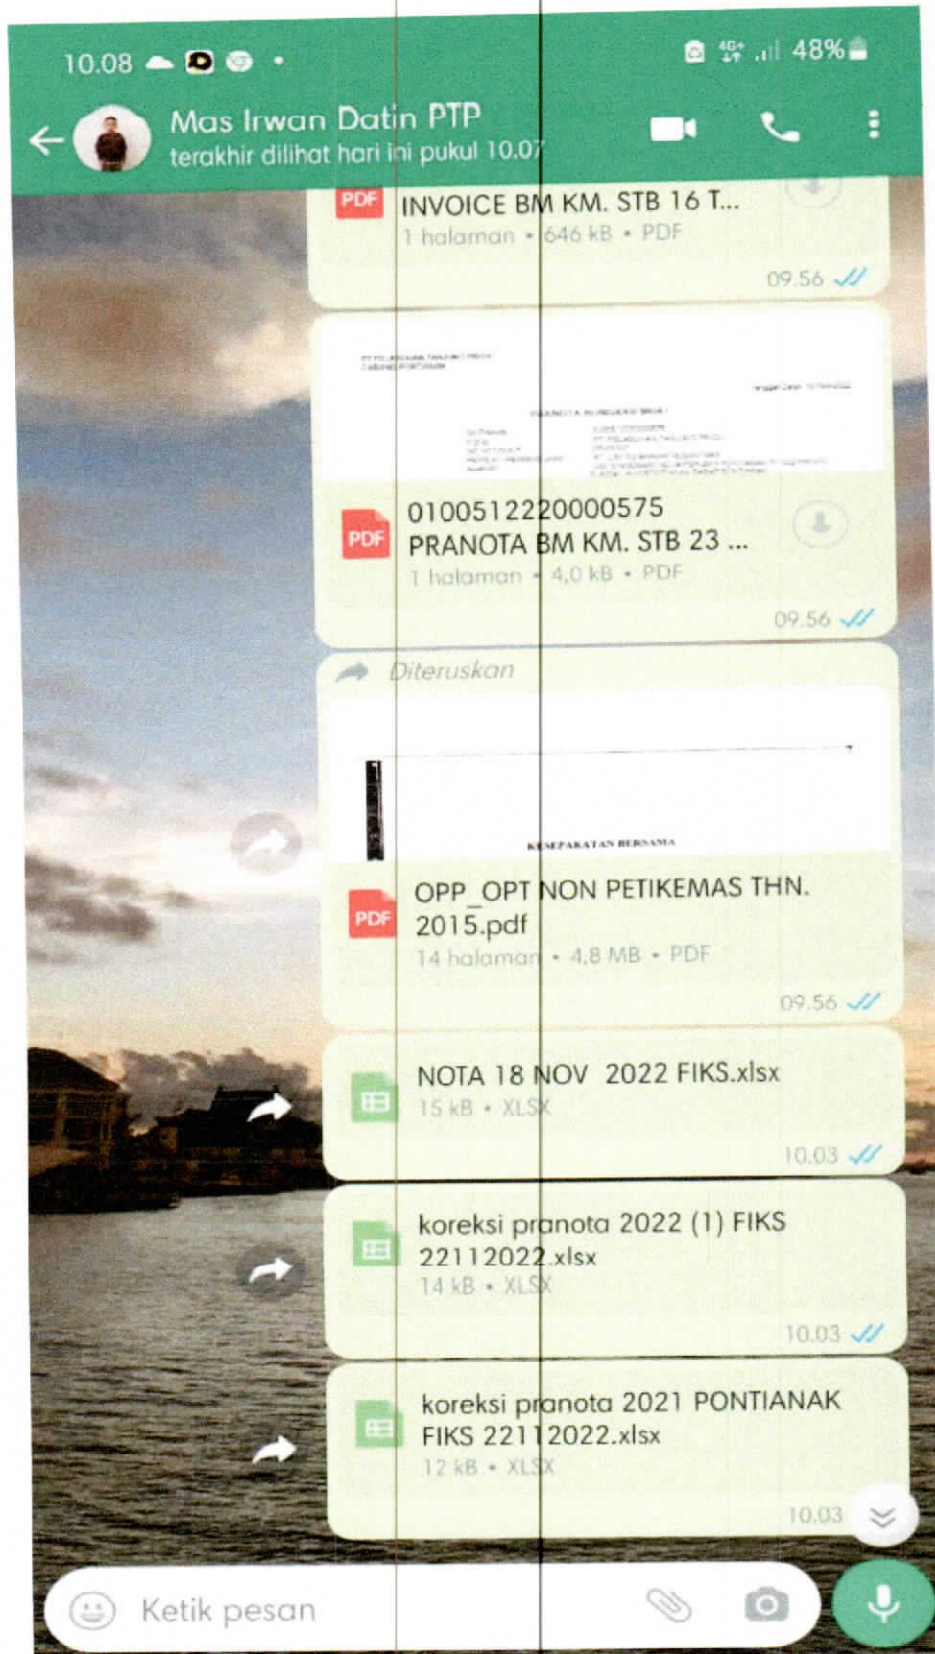 10.08
4G+
48%
Mas Irwan Datin PTP
terakhir dilihat hari ini pukul 10.07
PDF
INVOICE BM KM. STB 16 T...
1 halaman • 646 kB • PDF
09.56
PDF
0100512220000575
PRANOTA BM KM. STB 23 ...
1 halaman • 4,0 kB • PDF
09.56
Diteruskan
KESEPAKATAN BERSAMA
PDF
OPP_OPT NON PETIKEMAS THN.
2015.pdf
14 halaman • 4,8 MB • PDF
09.56
NOTA 18 NOV 2022 FIKS.xlsx
15 kB • XLSX
10.03
koreksi pranota 2022 (1) FIKS
22112022.xlsx
14 kB • XLSX
10.03
koreksi pranota 2021 PONTIANAK
FIKS 22112022.xlsx
12 kB • XLSX
10.03
Ketik pesan